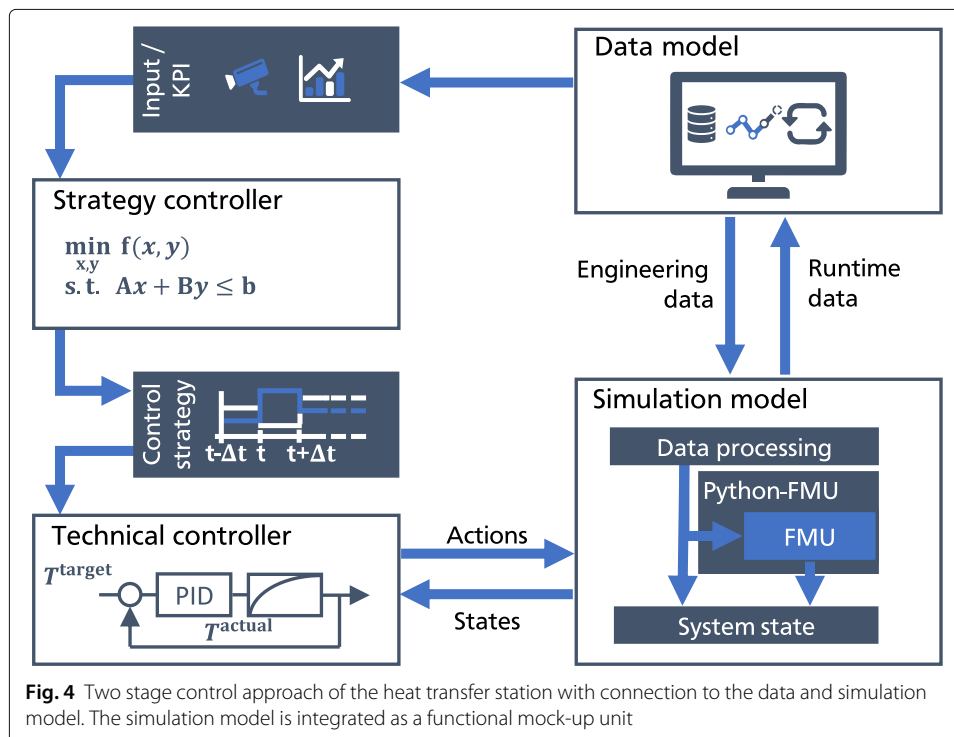 Input /
KPI
Data model
Strategy controller
min f(x, y)
x,y
s. t. Ax + By ≤ b
Engineering
data
Runtime
data
Control
strategy
t-Δt t t+Δt
Simulation model
Data processing
Python-FMU
FMU
System state
Technical controller
T^target
PID
T^actual
Actions
States
Fig. 4 Two stage control approach of the heat transfer station with connection to the data and simulation
model. The simulation model is integrated as a functional mock-up unit